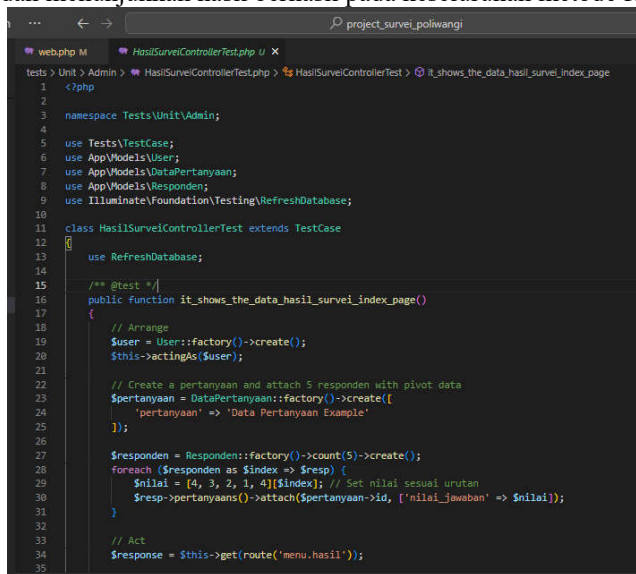 project_survei_poliwangi
web.php M HasilSurveiControllerTest.php U
tests > Unit > Admin > HasilSurveiControllerTest.php > HasilSurveiControllerTest > it_shows_the_data_hasil_survei_index_page
1 <?php
2
3 namespace Tests\Unit\Admin;
4
5 use Tests\TestCase;
6 use App\Models\User;
7 use App\Models\DataPertanyaan;
8 use App\Models\Responden;
9 use Illuminate\Foundation\Testing\RefreshDatabase;
10
11 class HasilSurveiControllerTest extends TestCase
12 {
13     use RefreshDatabase;
14
15     /** @test */
16     public function it_shows_the_data_hasil_survei_index_page()
17     {
18         // Arrange
19         $user = User::factory()->create();
20         $this->actingAs($user);
21
22         // Create a pertanyaan and attach 5 responden with pivot data
23         $pertanyaan = DataPertanyaan::factory()->create([
24             'pertanyaan' => 'Data Pertanyaan Example'
25         ]);
26
27         $responden = Responden::factory()->count(5)->create();
28         foreach ($responden as $index => $resp) {
29             $nilai = [4, 3, 2, 1, 4][$index]; // Set nilai sesuai urutan
30             $resp->pertanyaans()->attach($pertanyaan->id, ['nilai_jawaban' => $nilai]);
31         }
32
33         // Act
34         $response = $this->get(route('menu.hasil'));
35